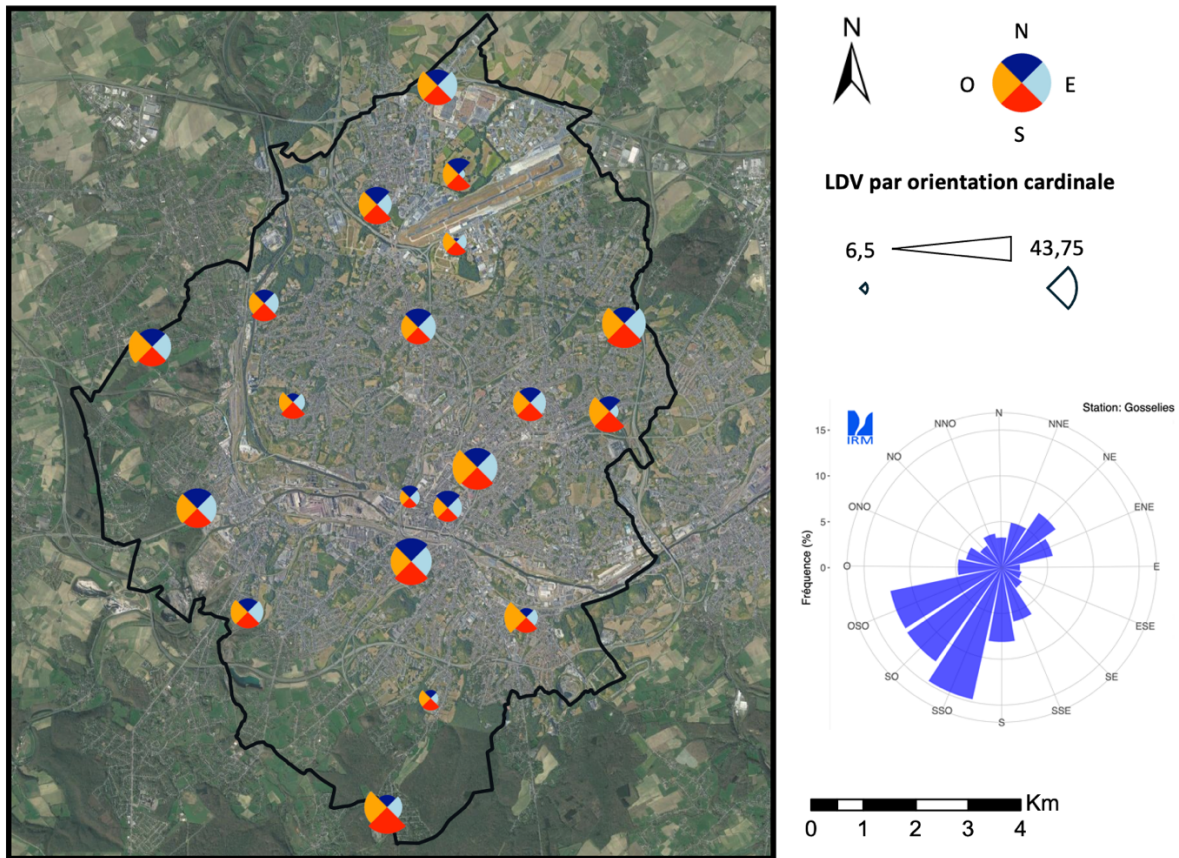 N
N
O
E
S
LDV par orientation cardinale
6,5
43,75
IRM
Station: Gosselies
Fréquence (%)
15
10
5
0
N
NNE
NE
ENE
E
ESE
SE
SSE
S
SSO
SO
OSO
O
ONO
NO
NNO
Km
0 1 2 3 4